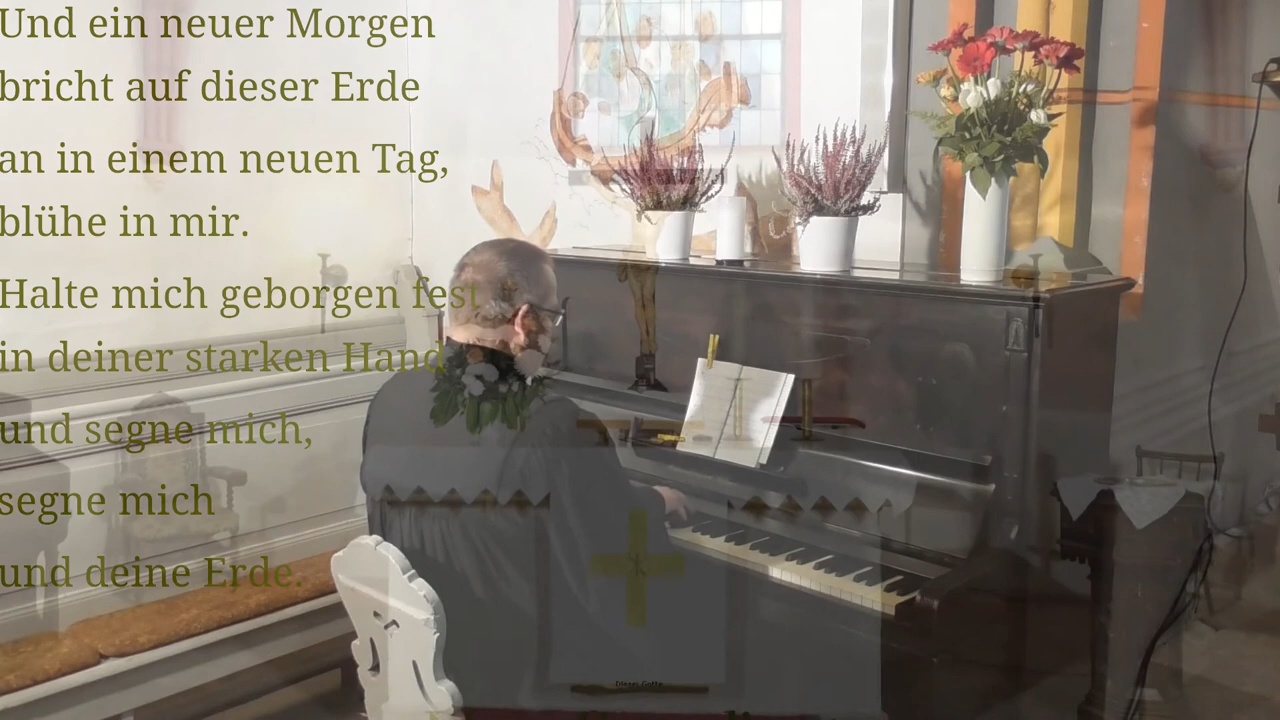 Und ein neuer Morgen
bricht auf dieser Erde
an in einem neuen Tag,
blühe in mir.
Halte mich geborgen fest
in deiner starken Hand
und segne mich,
segne mich
und deine Erde.